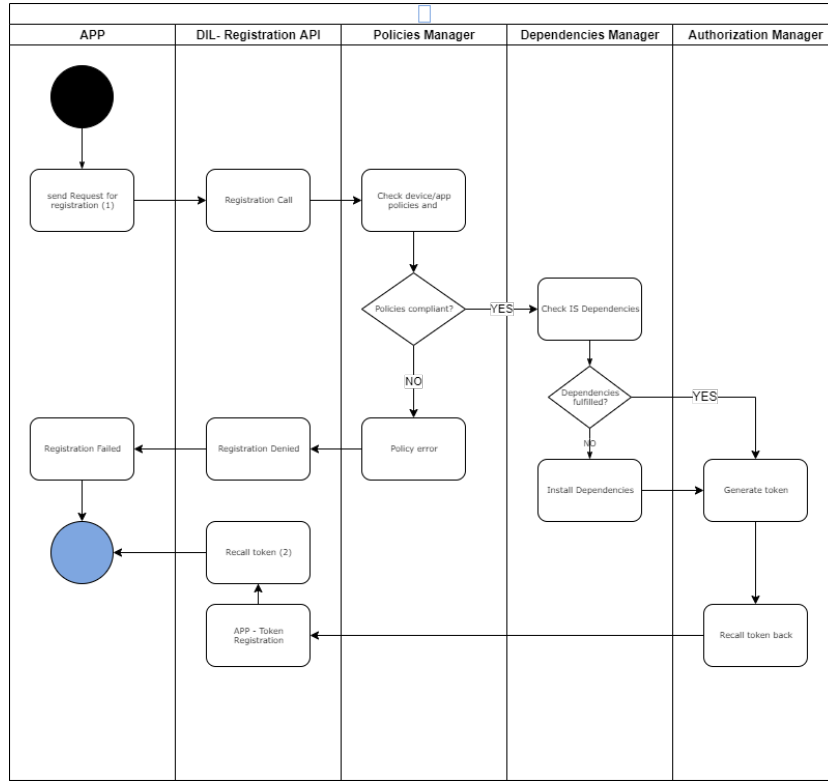 APP
DIL- Registration API
Policies Manager
Dependencies Manager
Authorization Manager
send Request for
registration (1)
Registration Call
Check device/app
policies and
Policies compliant?
YES
Check IS Dependencies
NO
Dependencies
fulfilled?
YES
NO
Registration Failed
Registration Denied
Policy error
Install Dependencies
Generate token
Recall token (2)
APP - Token
Registration
Recall token back